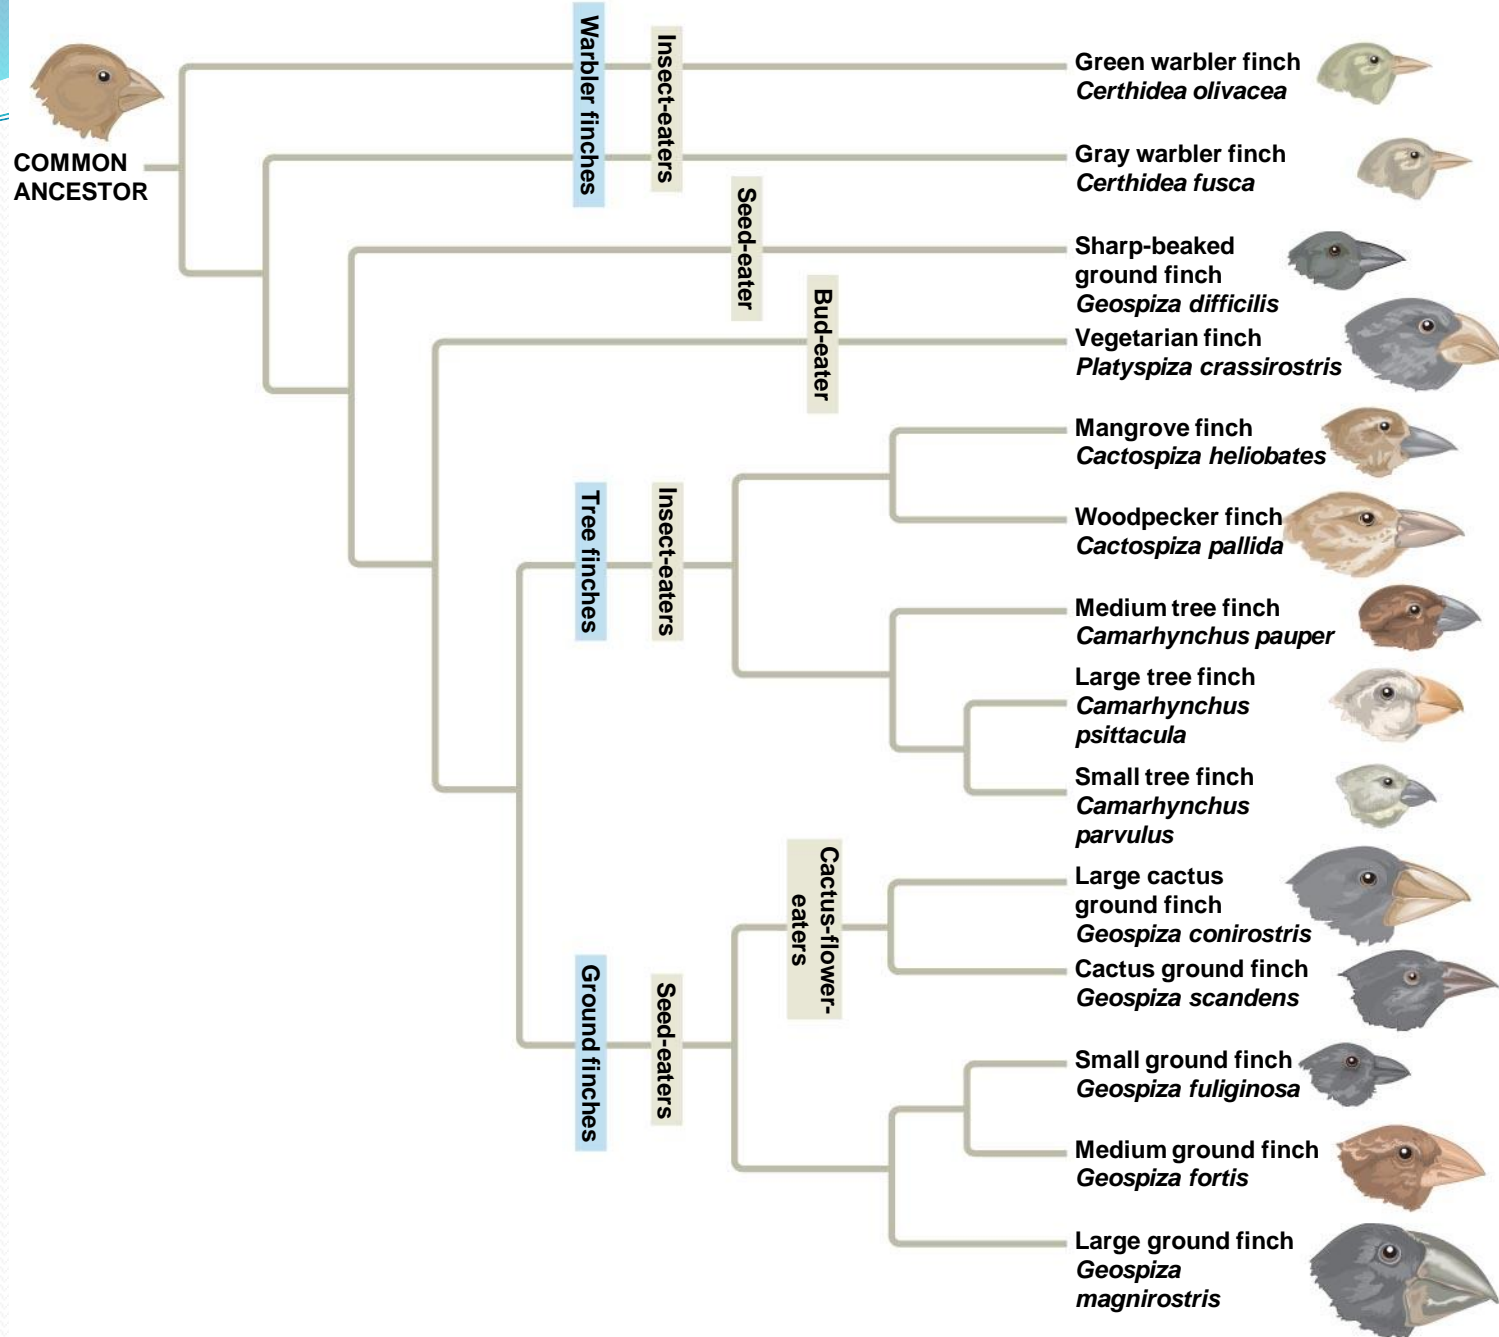 Warbler finches
Insect-eaters
Green warbler finch
Certhidea olivacea
COMMON
ANCESTOR
Gray warbler finch
Certhidea fusca
Seed-eater
Sharp-beaked
ground finch
Geospiza difficilis
Bud-eater
Vegetarian finch
Platyspiza crassirostris
Mangrove finch
Cactospiza heliobates
Tree finches
Insect-eaters
Woodpecker finch
Cactospiza pallida
Medium tree finch
Camarhynchus pauper
Large tree finch
Camarhynchus
psittacula
Small tree finch
Camarhynchus
parvulus
Cactus-flower-
eaters
Large cactus
ground finch
Geospiza conirostris
Cactus ground finch
Geospiza scandens
Ground finches
Seed-eaters
Small ground finch
Geospiza fuliginosa
Medium ground finch
Geospiza fortis
Large ground finch
Geospiza
magnirostris